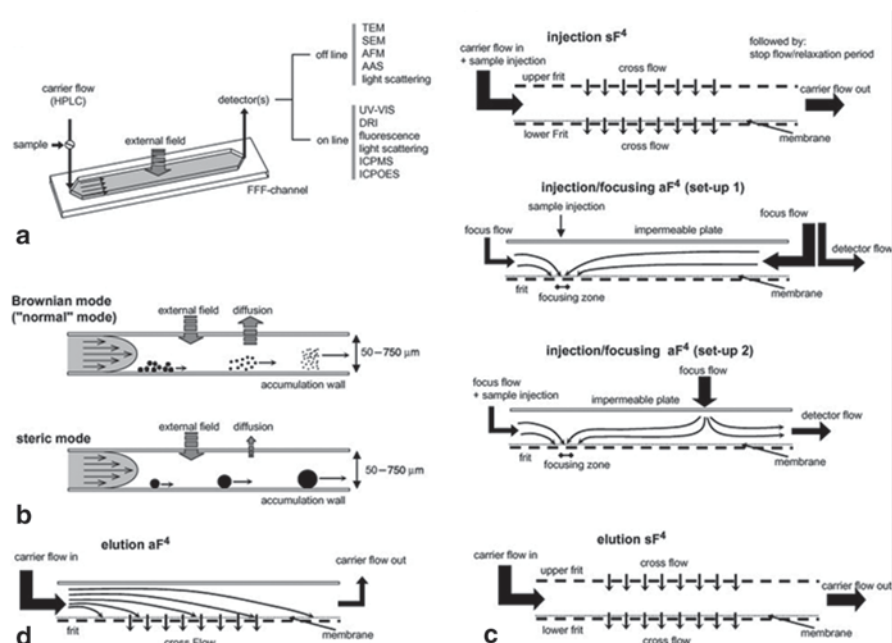 carrier flow
(HPLC)
sample
external field
detector(s)
FFF-channel
off line
TEM
SEM
AFM
AAS
light scattering
on line
UV-VIS
DRI
fluorescence
light scattering
ICPMS
ICPOES
a
Brownian mode
("normal" mode)
external field
diffusion
50–750 μm
accumulation wall
steric mode
external field
diffusion
50–750 μm
accumulation wall
b
injection sF4
carrier flow in
+ sample injection
followed by:
stop flow/relaxation period
upper frit
cross flow
carrier flow out
lower Frit
cross flow
membrane
injection/focusing aF4 (set-up 1)
sample injection
focus flow
focus flow
impermeable plate
detector flow
frit
focusing zone
membrane
injection/focusing aF4 (set-up 2)
focus flow
focus flow
+ sample injection
impermeable plate
detector flow
frit
focusing zone
membrane
elution sF4
carrier flow in
upper frit
cross flow
carrier flow out
lower frit
cross flow
membrane
c
elution aF4
carrier flow in
carrier flow out
frit
cross Flow
membrane
d